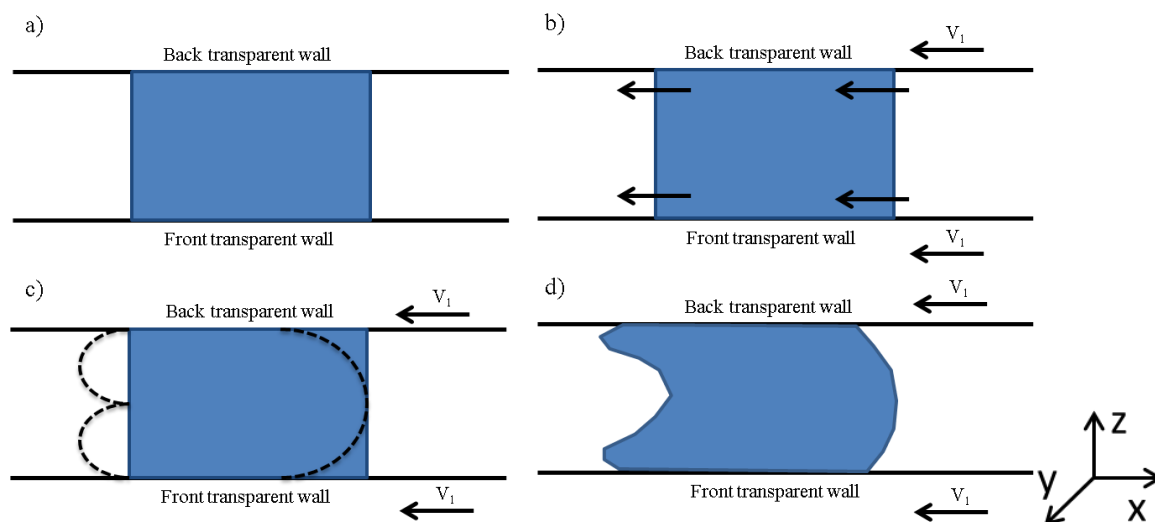 a)
Back transparent wall
Front transparent wall
b)
V1
Back transparent wall
Front transparent wall
V1
c)
V1
Back transparent wall
Front transparent wall
V1
d)
V1
Back transparent wall
Front transparent wall
V1
z
y
x